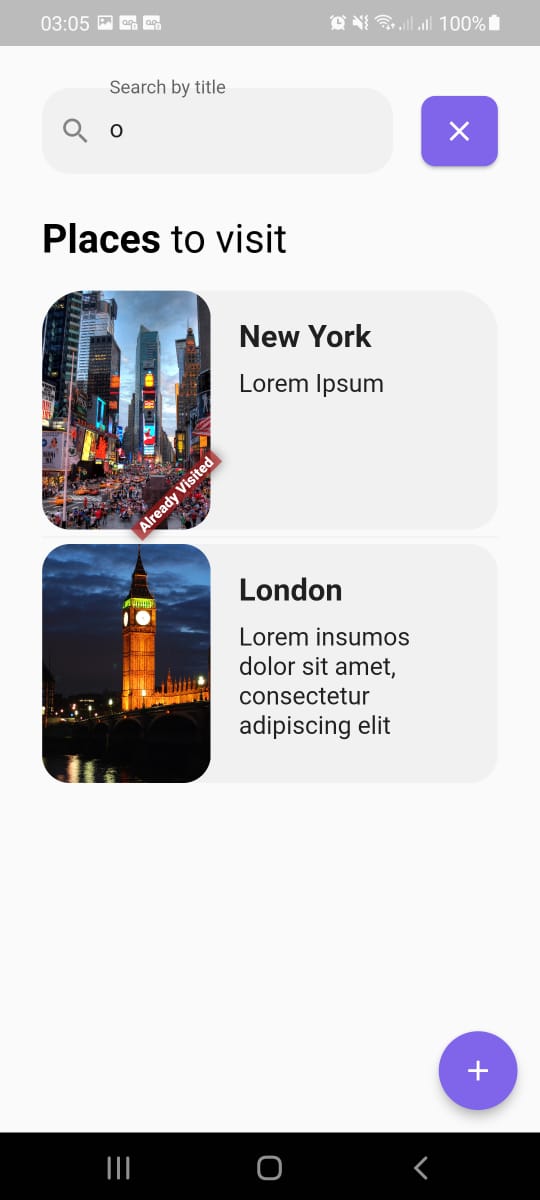 03:05
100%
Search by title
o
Places to visit
New York
Lorem Ipsum
Already Visited
London
Lorem insumos
dolor sit amet,
consectetur
adipiscing elit